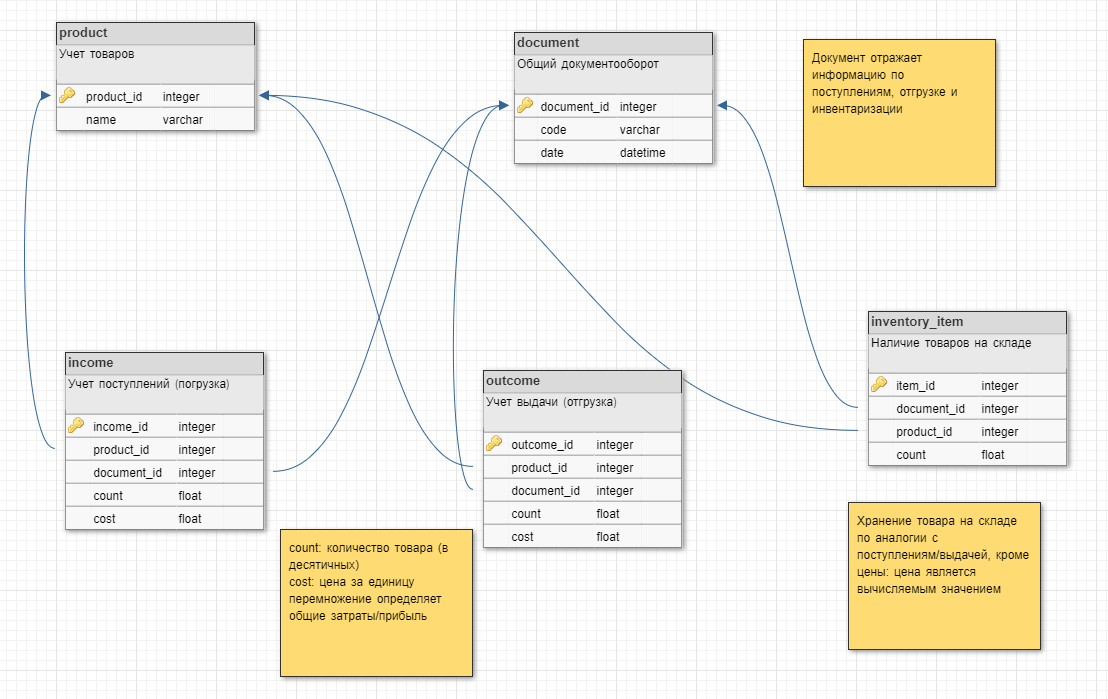 product
Учет товаров
product_id integer
name varchar
document
Общий документооборот
document_id integer
code varchar
date datetime
Документ отражает
информацию по
поступлениям, отгрузке и
инвентаризации
income
Учет поступлений (погрузка)
income_id integer
product_id integer
document_id integer
count float
cost float
outcome
Учет выдачи (отгрузка)
outcome_id integer
product_id integer
document_id integer
count float
cost float
inventory_item
Наличие товаров на складе
item_id integer
document_id integer
product_id integer
count float
count: количество товара (в
десятичных)
cost: цена за единицу
перемножение определяет
общие затраты/прибыль
Хранение товара на складе
по аналогии с
поступлениями/выдачей, кроме
цены: цена является
вычисляемым значением